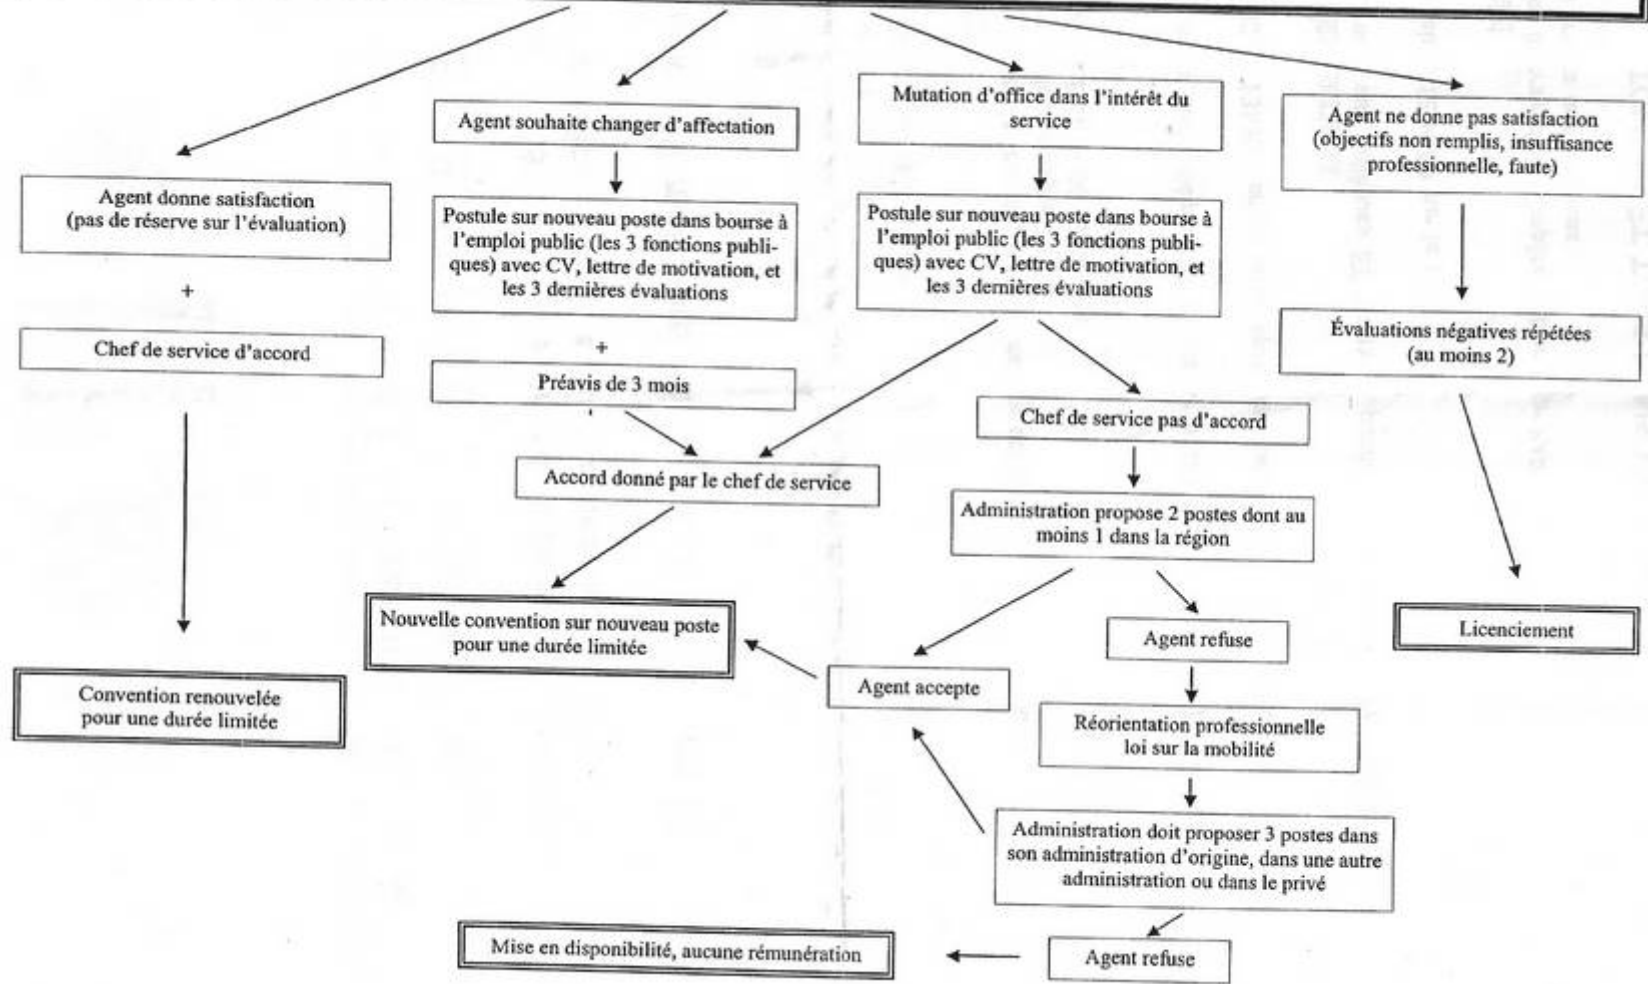 Agent donne satisfaction
(pas de réserve sur l'évaluation)
+
Chef de service d'accord
Convention renouvelée
pour une durée limitée
Agent souhaite changer d'affectation
Postule sur nouveau poste dans bourse à
l'emploi public (les 3 fonctions publi-
ques) avec CV, lettre de motivation, et
les 3 dernières évaluations
+
Préavis de 3 mois
Accord donné par le chef de service
Nouvelle convention sur nouveau poste
pour une durée limitée
Mutation d'office dans l'intérêt du
service
Postule sur nouveau poste dans bourse à
l'emploi public (les 3 fonctions publi-
ques) avec CV, lettre de motivation, et
les 3 dernières évaluations
Chef de service pas d'accord
Administration propose 2 postes dont au
moins 1 dans la région
Agent accepte
Agent refuse
Réorientation professionnelle
loi sur la mobilité
Administration doit proposer 3 postes dans
son administration d'origine, dans une autre
administration ou dans le privé
Agent refuse
Mise en disponibilité, aucune rémunération
Agent ne donne pas satisfaction
(objectifs non remplis, insuffisance
professionnelle, faute)
Évaluations négatives répétées
(au moins 2)
Licenciement